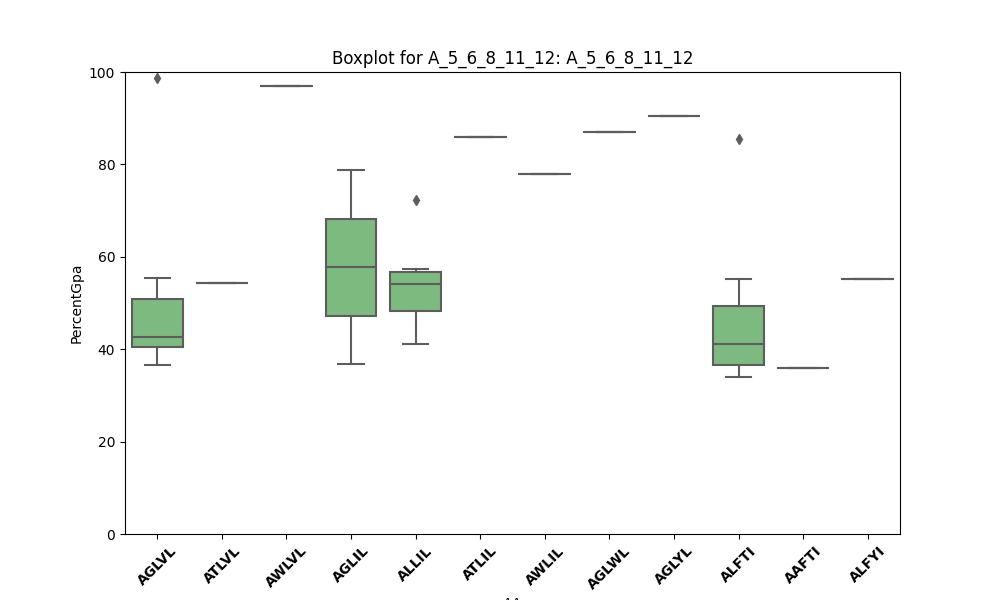 Boxplot for A_5_6_8_11_12: A_5_6_8_11_12
100
80
60
40
20
0
PercentGpa
AGLVL
ATLVL
AWLVL
AGLIL
ALLIL
ATLIL
AWLIL
AGLWL
AGLYL
ALFTI
AAFTI
ALFYI